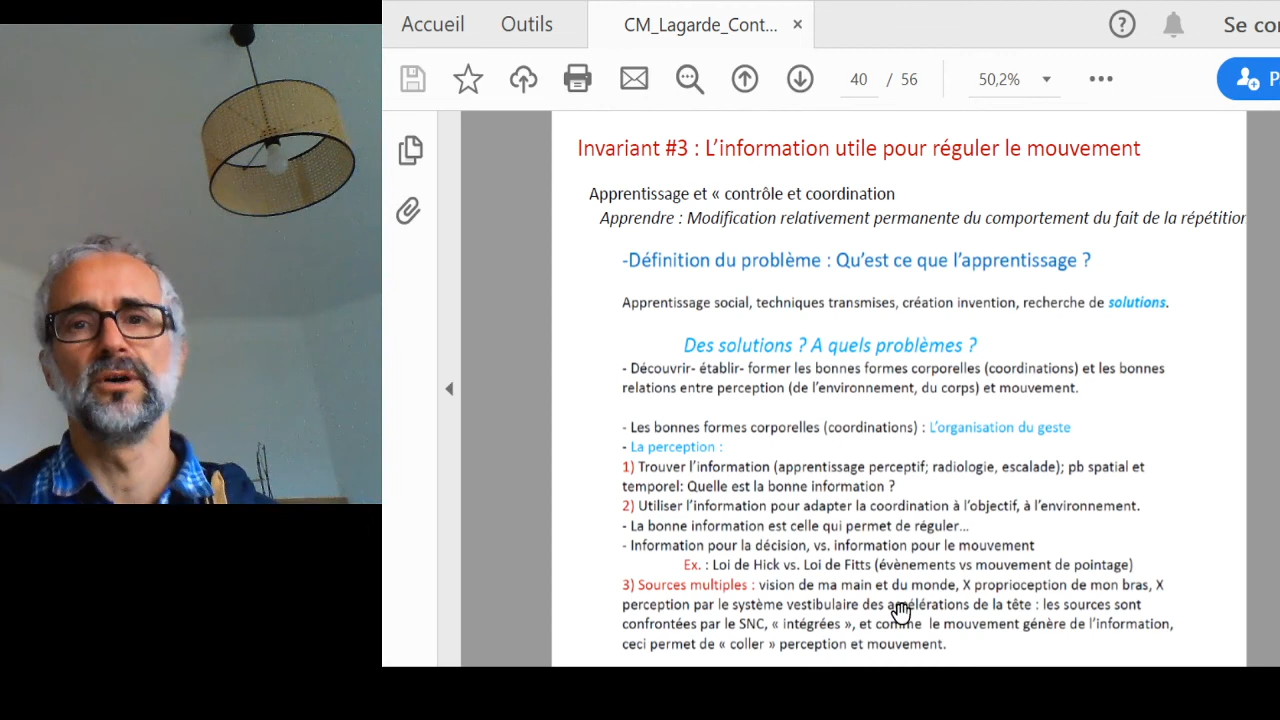 Accueil
Outils
CM_Lagarde_Cont...
×
?
Se con
40 / 56
50,2%
P
Invariant #3 : L’information utile pour réguler le mouvement
Apprentissage et « contrôle et coordination
Apprendre : Modification relativement permanente du comportement du fait de la répétition
-Définition du problème : Qu’est ce que l’apprentissage ?
Apprentissage social, techniques transmises, création invention, recherche de solutions.
Des solutions ? A quels problèmes ?
- Découvrir- établir- former les bonnes formes corporelles (coordinations) et les bonnes
relations entre perception (de l’environnement, du corps) et mouvement.
- Les bonnes formes corporelles (coordinations) : L’organisation du geste
- La perception :
1) Trouver l’information (apprentissage perceptif; radiologie, escalade); pb spatial et
temporel: Quelle est la bonne information ?
2) Utiliser l’information pour adapter la coordination à l’objectif, à l’environnement.
- La bonne information est celle qui permet de réguler…
- Information pour la décision, vs. information pour le mouvement
Ex. : Loi de Hick vs. Loi de Fitts (évènements vs mouvement de pointage)
3) Sources multiples : vision de ma main et du monde, X proprioception de mon bras, X
perception par le système vestibulaire des accélérations de la tête : les sources sont
confrontées par le SNC, « intégrées », et comme le mouvement génère de l’information,
ceci permet de « coller » perception et mouvement.